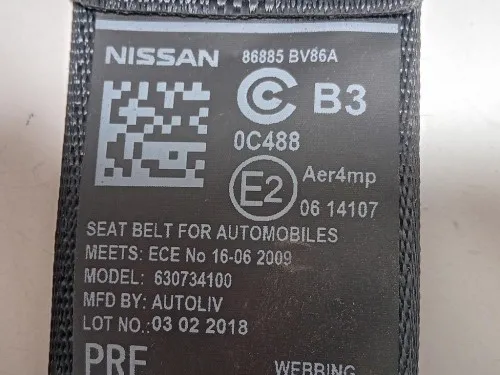 NISSAN 86885 BV86A
C B3
0C488
E2 Aer4mp
06 14107
SEAT BELT FOR AUTOMOBILES
MEETS: ECE No 16-06 2009
MODEL: 630734100
MFD BY: AUTOLIV
LOT NO.: 03 02 2018
PRE WEBBING